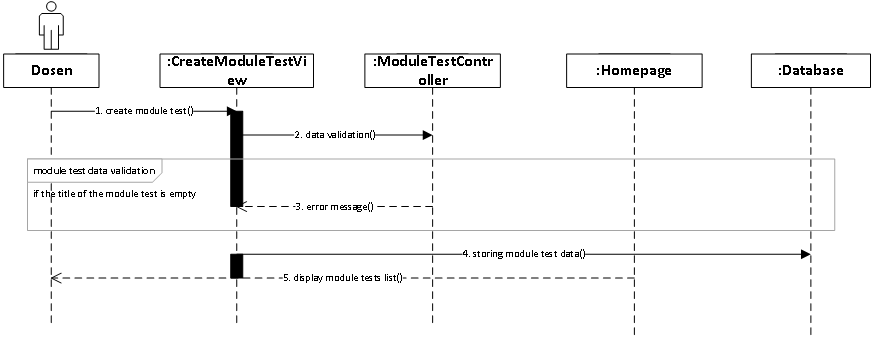 Dosen
:CreateModuleTestVi
ew
:ModuleTestContr
oller
:Homepage
:Database
1. create module test()
2. data validation()
module test data validation
if the title of the module test is empty
3. error message()
4. storing module test data()
5. display module tests list()